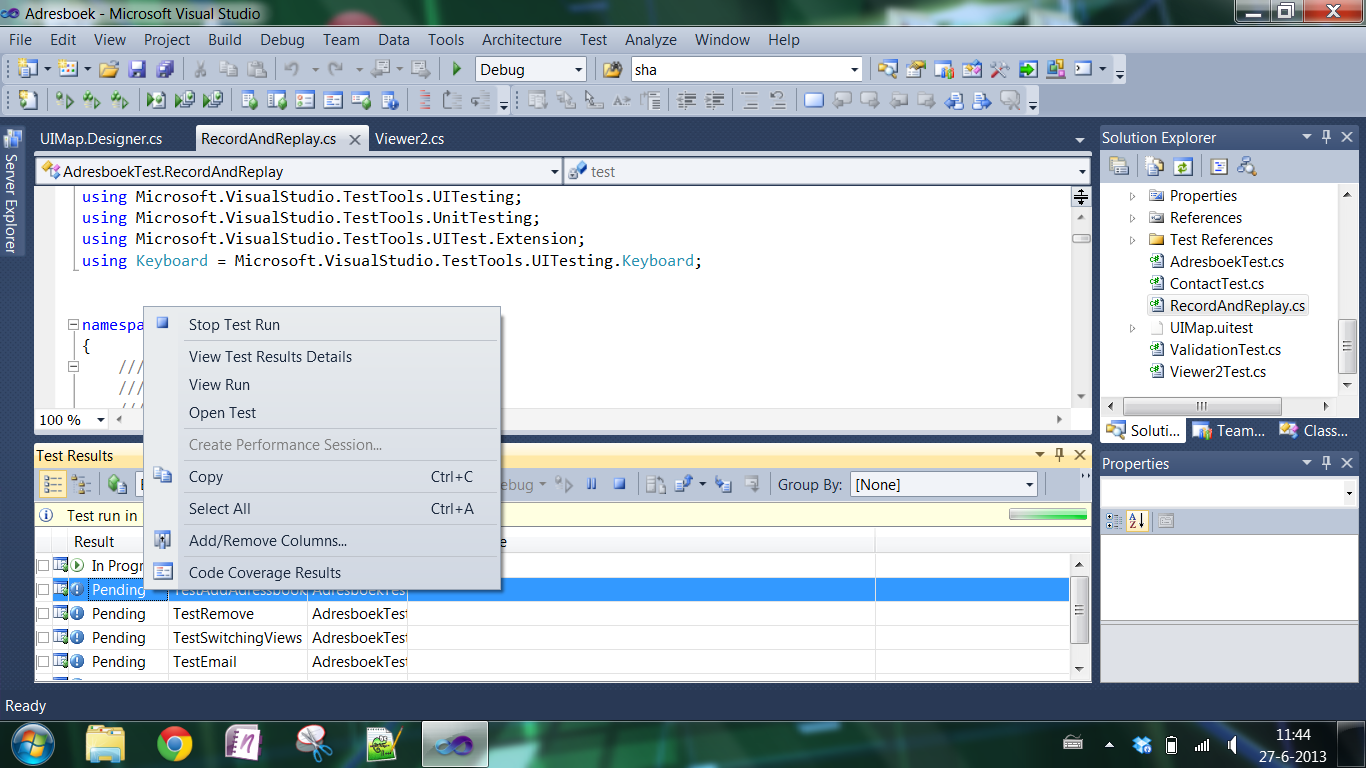 Adresboek - Microsoft Visual Studio
File Edit View Project Build Debug Team Data Tools Architecture Test Analyze Window Help
Debug sha
Server Explorer
UIMap.Designer.cs RecordAndReplay.cs Viewer2.cs
AdresboekTest.RecordAndReplay test
using Microsoft.VisualStudio.TestTools.UITesting;
using Microsoft.VisualStudio.TestTools.UnitTesting;
using Microsoft.VisualStudio.TestTools.UITest.Extension;
using Keyboard = Microsoft.VisualStudio.TestTools.UITesting.Keyboard;
namespa
{
///
///
100 %
Stop Test Run
View Test Results Details
View Run
Open Test
Create Performance Session...
Copy Ctrl+C
Select All Ctrl+A
Add/Remove Columns...
Code Coverage Results
Test Results
ebug Group By: [None]
Test run in
Result
In Progr
Pending TestAddAdressbook AdresboekTest
Pending TestRemove AdresboekTest
Pending TestSwitchingViews AdresboekTest
Pending TestEmail AdresboekTest
Solution Explorer
Properties
References
Test References
AdresboekTest.cs
ContactTest.cs
RecordAndReplay.cs
UIMap.uitest
ValidationTest.cs
Viewer2Test.cs
Soluti... Team... Class...
Properties
Ready
11:44
27-6-2013